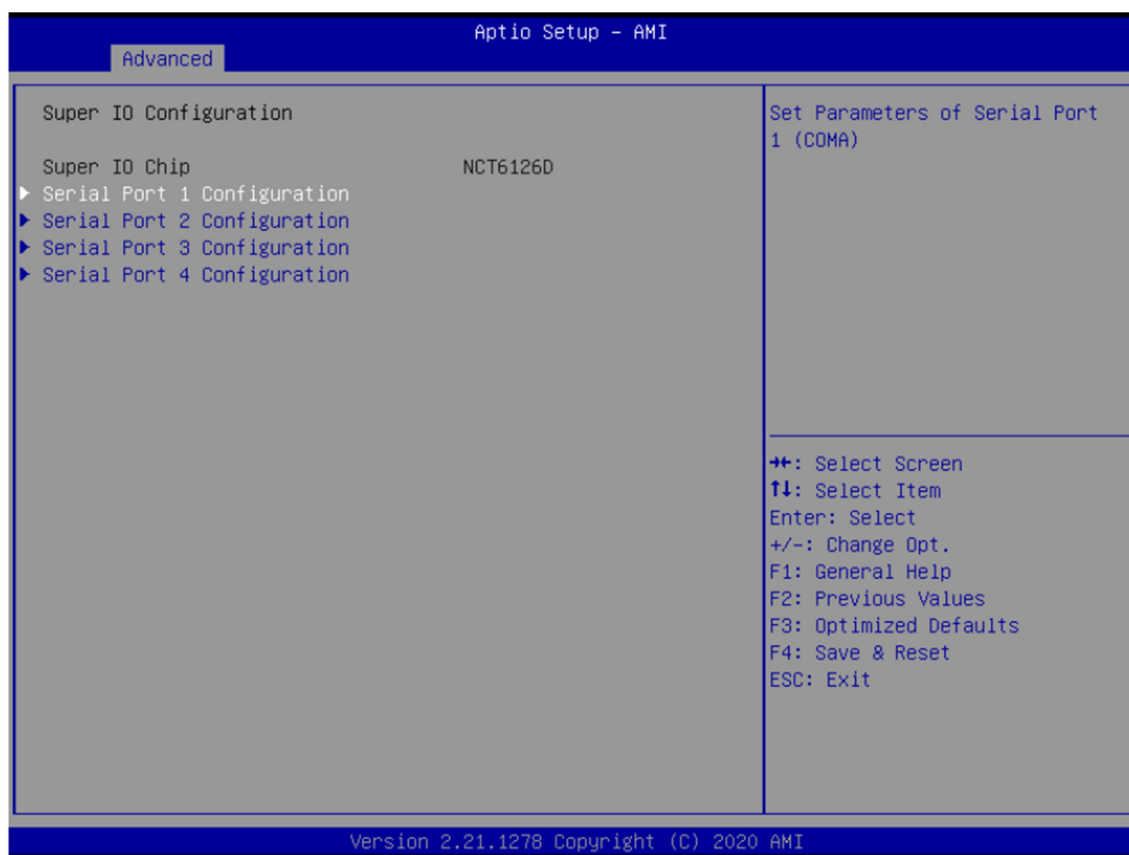 Aptio Setup – AMI
Advanced
Super IO Configuration
Super IO Chip NCT6126D
Serial Port 1 Configuration
Serial Port 2 Configuration
Serial Port 3 Configuration
Serial Port 4 Configuration
Set Parameters of Serial Port
1 (COMA)
→←: Select Screen
↑↓: Select Item
Enter: Select
+/-: Change Opt.
F1: General Help
F2: Previous Values
F3: Optimized Defaults
F4: Save & Reset
ESC: Exit
Version 2.21.1278 Copyright (C) 2020 AMI